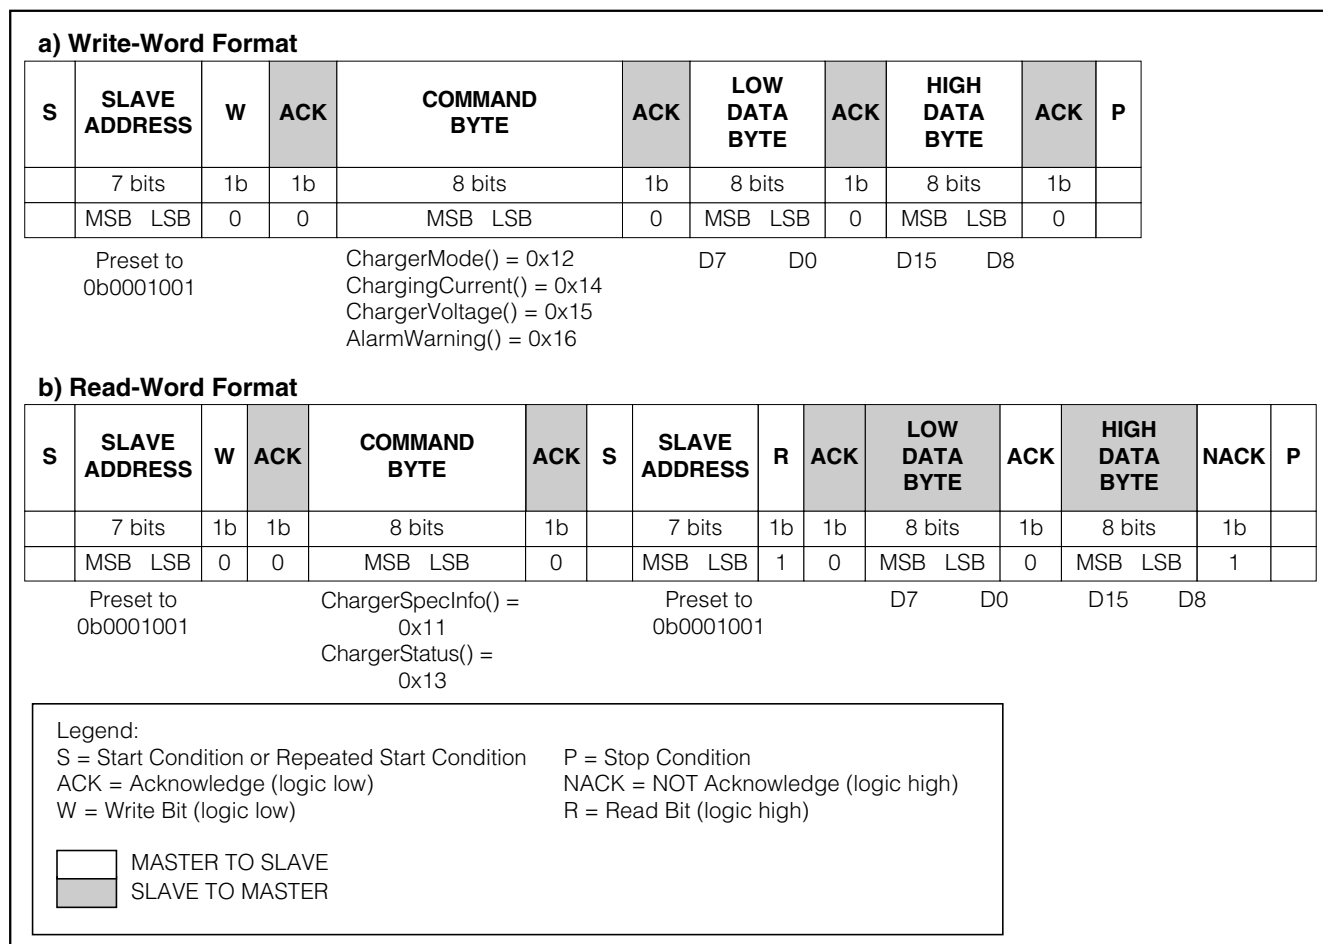 a) Write-Word Format
S SLAVE ADDRESS W ACK COMMAND BYTE ACK LOW DATA BYTE ACK HIGH DATA BYTE ACK P
7 bits 1b 1b 8 bits 1b 8 bits 1b 8 bits 1b
MSB LSB 0 0 MSB LSB 0 MSB LSB 0 MSB LSB 0
Preset to 0b0001001
ChargerMode() = 0x12
ChargingCurrent() = 0x14
ChargerVoltage() = 0x15
AlarmWarning() = 0x16
D7 D0 D15 D8
b) Read-Word Format
S SLAVE ADDRESS W ACK COMMAND BYTE ACK S SLAVE ADDRESS R ACK LOW DATA BYTE ACK HIGH DATA BYTE NACK P
7 bits 1b 1b 8 bits 1b 7 bits 1b 1b 8 bits 1b 8 bits 1b
MSB LSB 0 0 MSB LSB 0 MSB LSB 1 0 MSB LSB 0 MSB LSB 1
Preset to 0b0001001
ChargerSpecInfo() =
0x11
ChargerStatus() =
0x13
Preset to 0b0001001
D7 D0 D15 D8
Legend:
S = Start Condition or Repeated Start Condition P = Stop Condition
ACK = Acknowledge (logic low) NACK = NOT Acknowledge (logic high)
W = Write Bit (logic low) R = Read Bit (logic high)
MASTER TO SLAVE
SLAVE TO MASTER